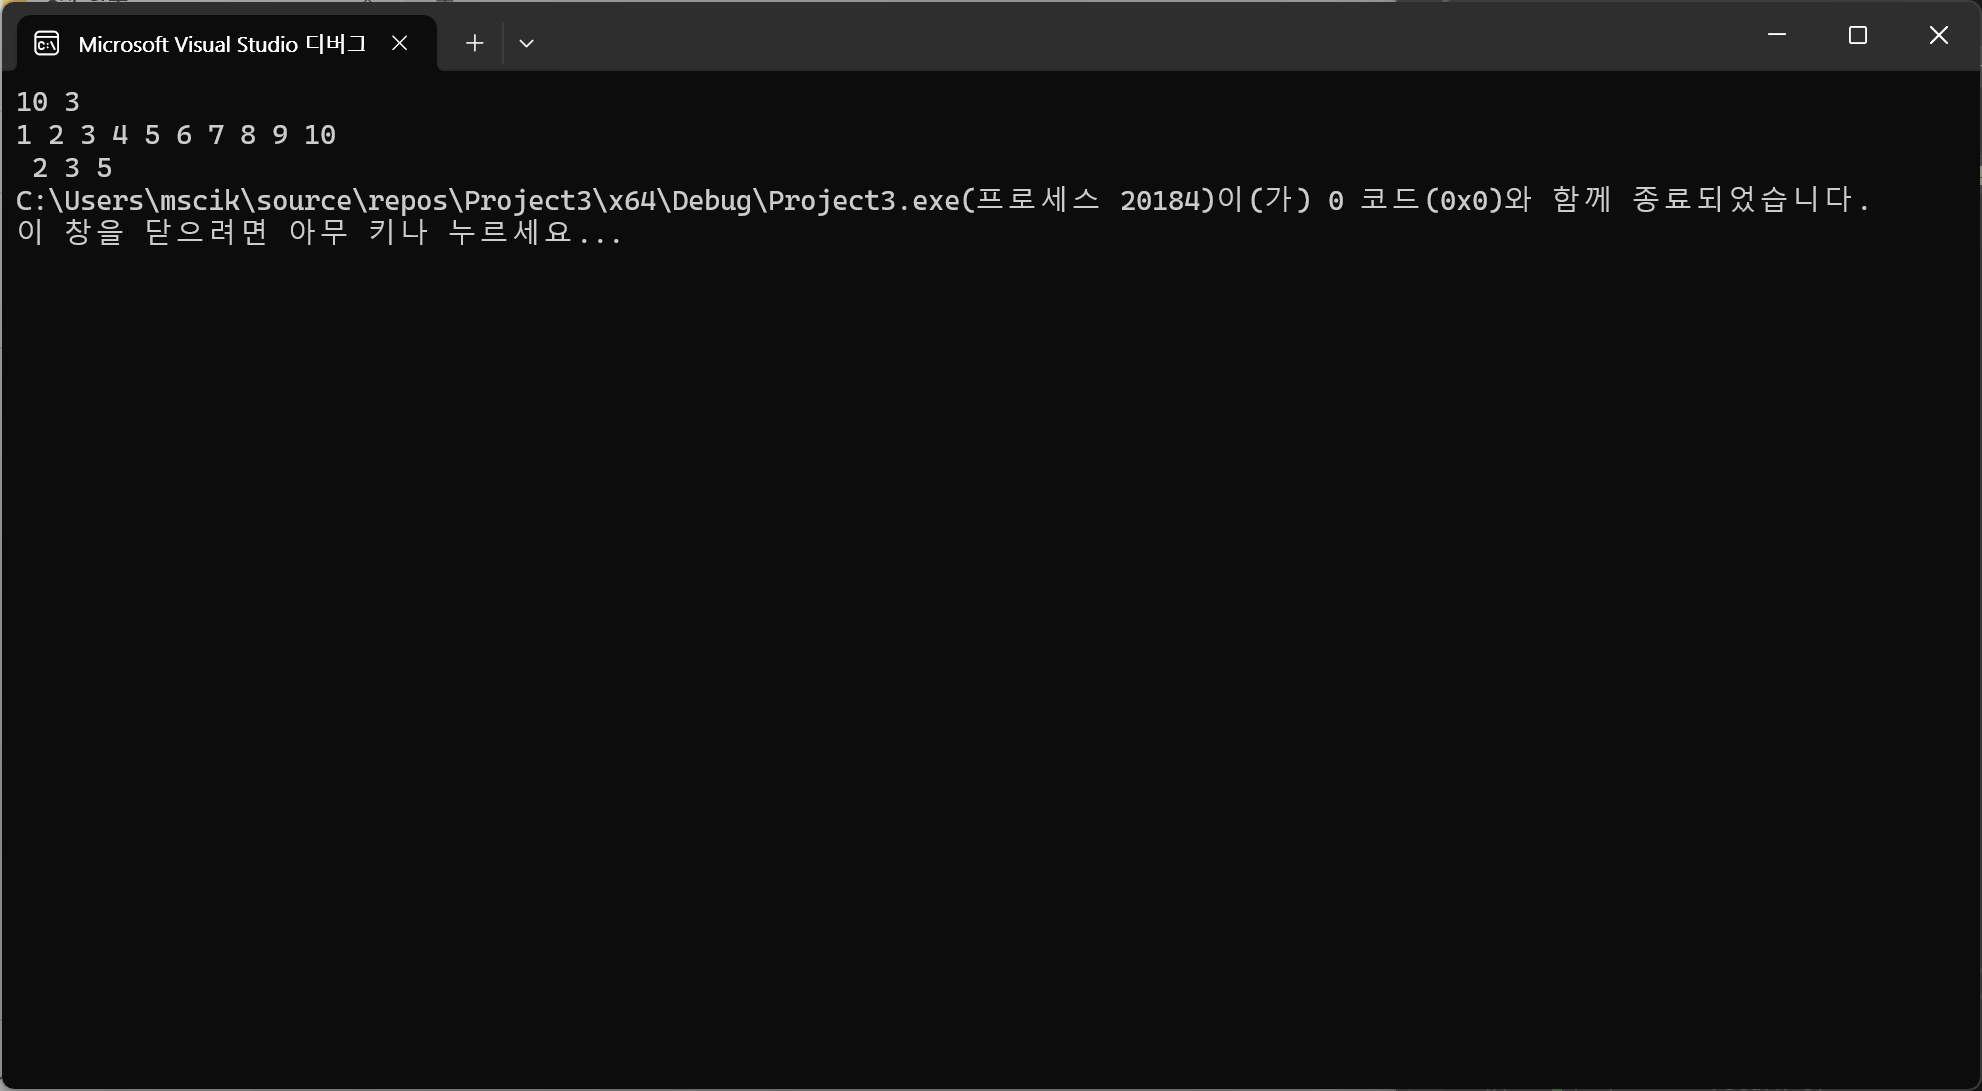 Microsoft Visual Studio 디버그
10 3
1 2 3 4 5 6 7 8 9 10
 2 3 5
C:\Users\mscik\source\repos\Project3\x64\Debug\Project3.exe(프로세스 20184)이(가) 0 코드(0x0)와 함께 종료되었습니다.
이 창을 닫으려면 아무 키나 누르세요...